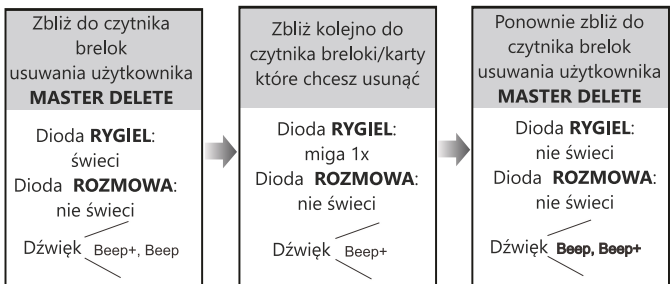 Zbliż do czytnika
brelok
usuwania użytkownika
MASTER DELETE
Dioda RYGIEL:
świeci
Dioda ROZMOWA:
nie świeci
Dźwięk Beep+, Beep
Zbliż kolejno do
czytnika breloki/karty
które chcesz usunąć
Dioda RYGIEL:
miga 1x
Dioda ROZMOWA:
nie świeci
Dźwięk Beep+
Ponownie zbliż do
czytnika brelok
usuwania użytkownika
MASTER DELETE
Dioda RYGIEL:
nie świeci
Dioda ROZMOWA:
nie świeci
Dźwięk Beep, Beep+